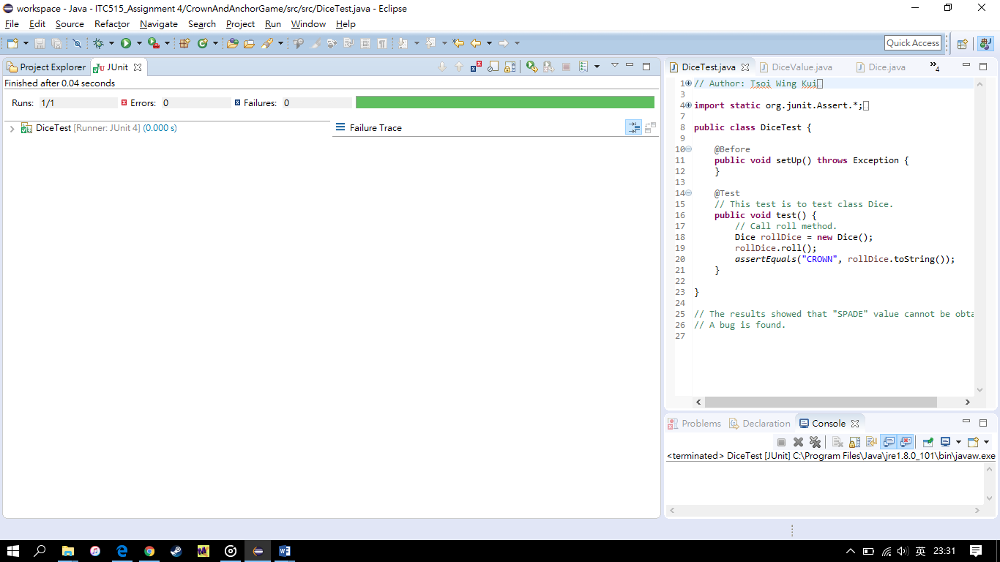 workspace - Java - ITC515_Assignment 4/CrownAndAnchorGame/src/src/DiceTest.java - Eclipse
File Edit Source Refactor Navigate Search Project Run Window Help
Quick Access
Project Explorer JUnit
Finished after 0.04 seconds
Runs: 1/1 Errors: 0 Failures: 0
DiceTest [Runner: JUnit 4] (0.000 s)
Failure Trace
DiceTest.java DiceValue.java Dice.java »4
1 // Author: Tsoi Wing Kui
3
4 import static org.junit.Assert.*;
7
8 public class DiceTest {
9
10 @Before
11 public void setUp() throws Exception {
12 }
13
14 @Test
15 // This test is to test class Dice.
16 public void test() {
17 // Call roll method.
18 Dice rollDice = new Dice();
19 rollDice.roll();
20 assertEquals("CROWN", rollDice.toString());
21 }
22
23 }
24
25 // The results showed that "SPADE" value cannot be obta
26 // A bug is found.
27
Problems Declaration Console
<terminated> DiceTest [JUnit] C:\Program Files\Java\jre1.8.0_101\bin\javaw.exe
英 23:31